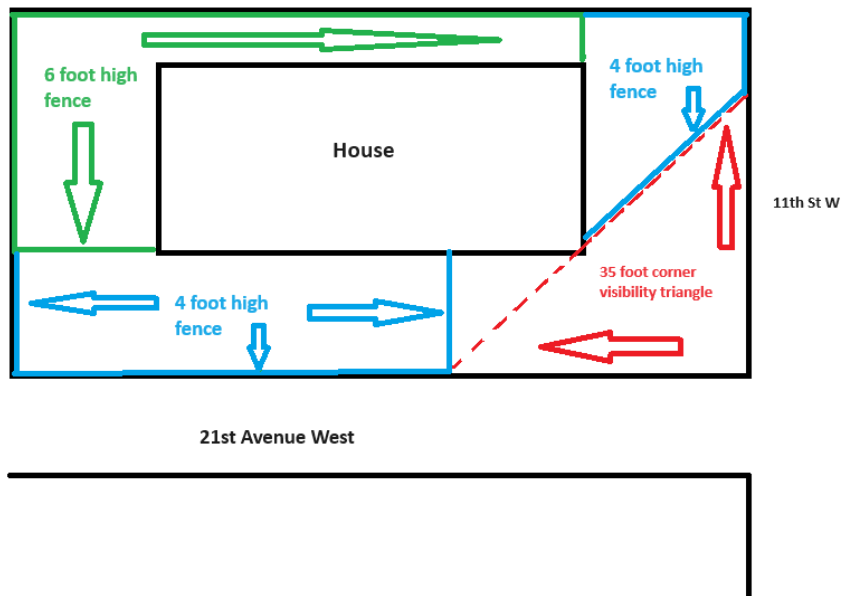 6 foot high
fence
4 foot high
fence
House
11th St W
35 foot corner
visibility triangle
4 foot high
fence
21st Avenue West